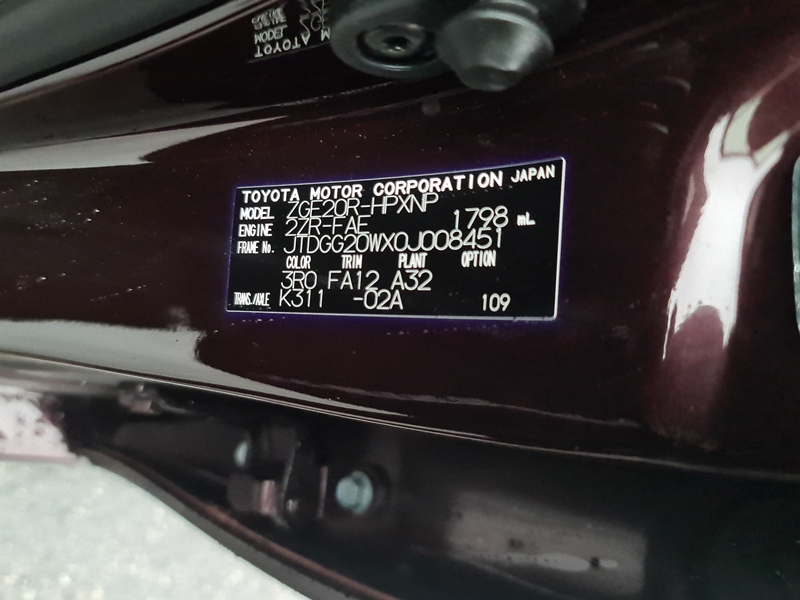 TOYOTA MOTOR CORPORATION JAPAN
MODEL ZGE20R-HPXNP
ENGINE 2ZR-FAE 1798 mL
FRAME No. JTDGG20WX0J008451
COLOR TRIM PLANT OPTION
3R0 FA12 A32
TRANS./AXLE K311 -02A 109